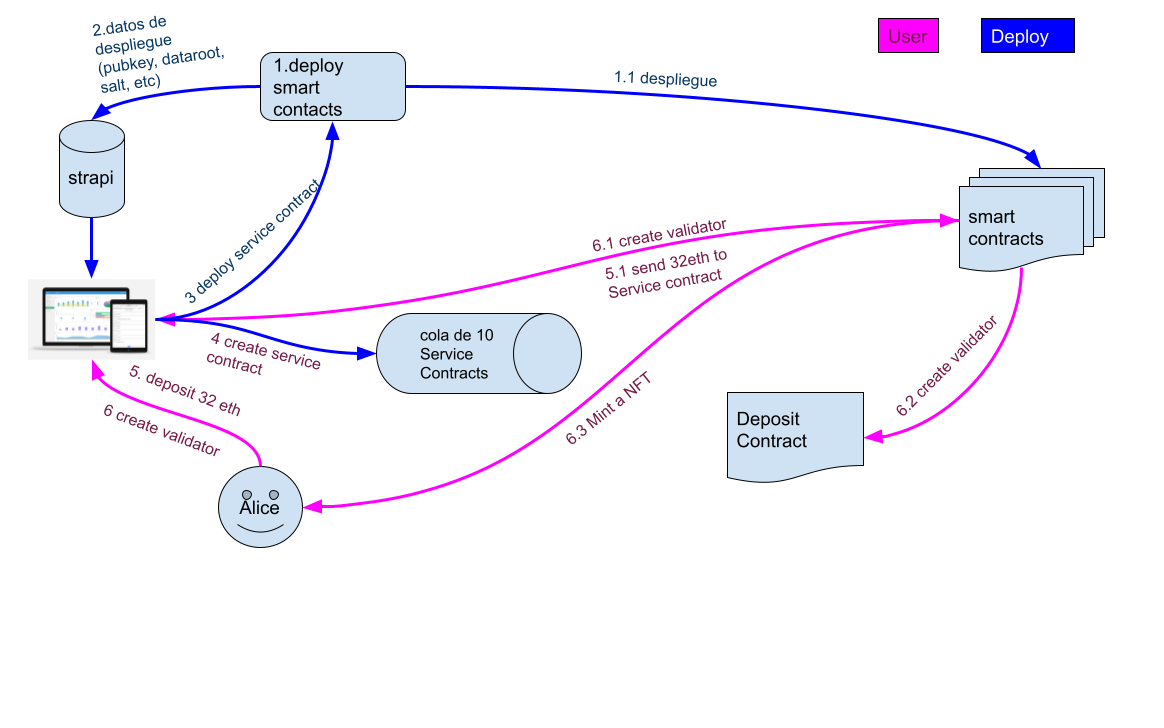 2.datos de
despliegue
(pubkey, dataroot,
salt, etc)
1.deploy
smart
contacts
1.1 despliegue
User
Deploy
strapi
3 deploy service contract
6.1 create validator
5.1 send 32eth to
Service contract
smart
contracts
4 create service
contract
cola de 10
Service
Contracts
5. deposit 32 eth
6 create validator
6.3 Mint a NFT
6.2 create validator
Deposit
Contract
Alice